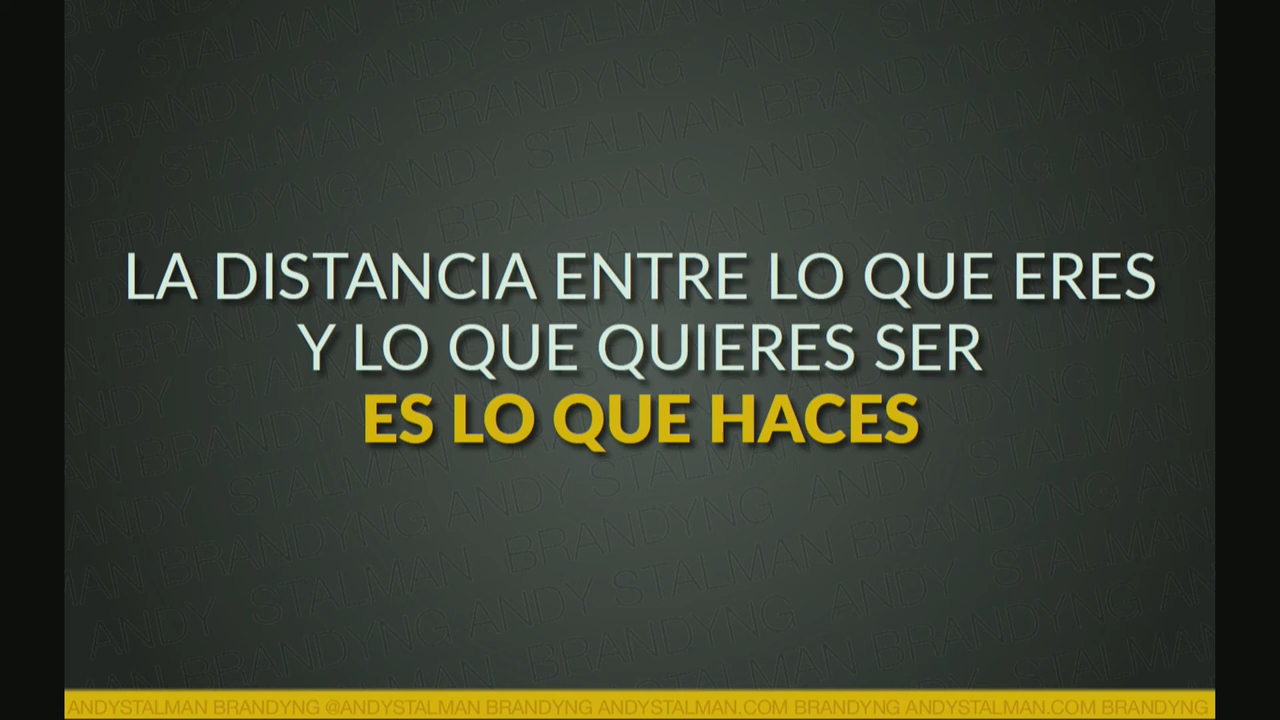 LA DISTANCIA ENTRE LO QUE ERES
Y LO QUE QUIERES SER
ES LO QUE HACES
ANDYSTALMAN BRANDYNG @ANDYSTALMAN BRANDYNG ANDYSTALMAN.COM BRANDYNG ANDYSTALMAN.COM BRANDYNG